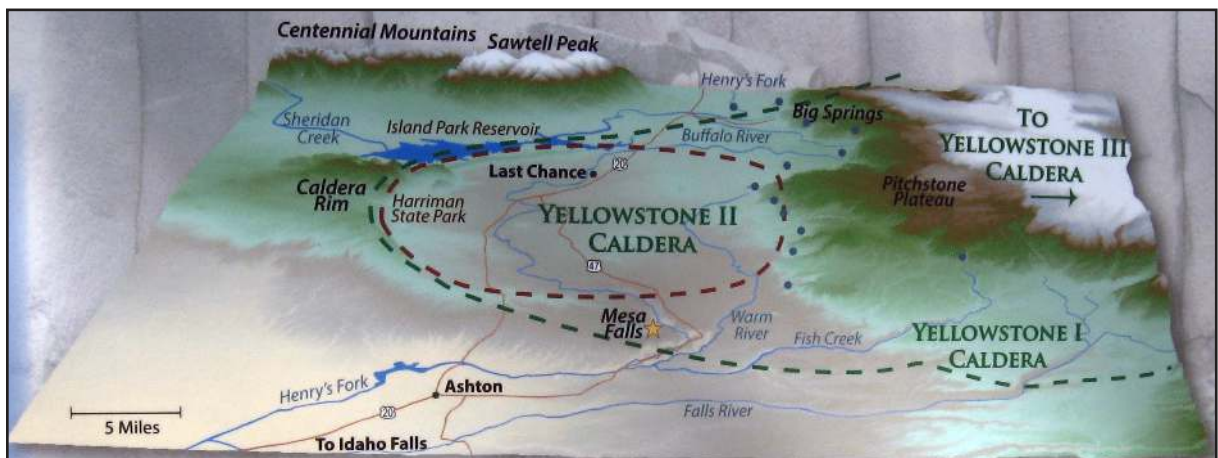 Centennial Mountains
Sawtell Peak
Henry's Fork
Big Springs
TO
YELLOWSTONE III
CALDERA
Sheridan
Creek
Island Park Reservoir
Buffalo River
20
Last Chance
Pitchstone
Plateau
Caldera
Rim
Harriman
State Park
YELLOWSTONE II
CALDERA
47
Mesa
Falls
Warm
River
Fish Creek
YELLOWSTONE I
CALDERA
Henry's Fork
Ashton
20
Falls River
5 Miles
To Idaho Falls